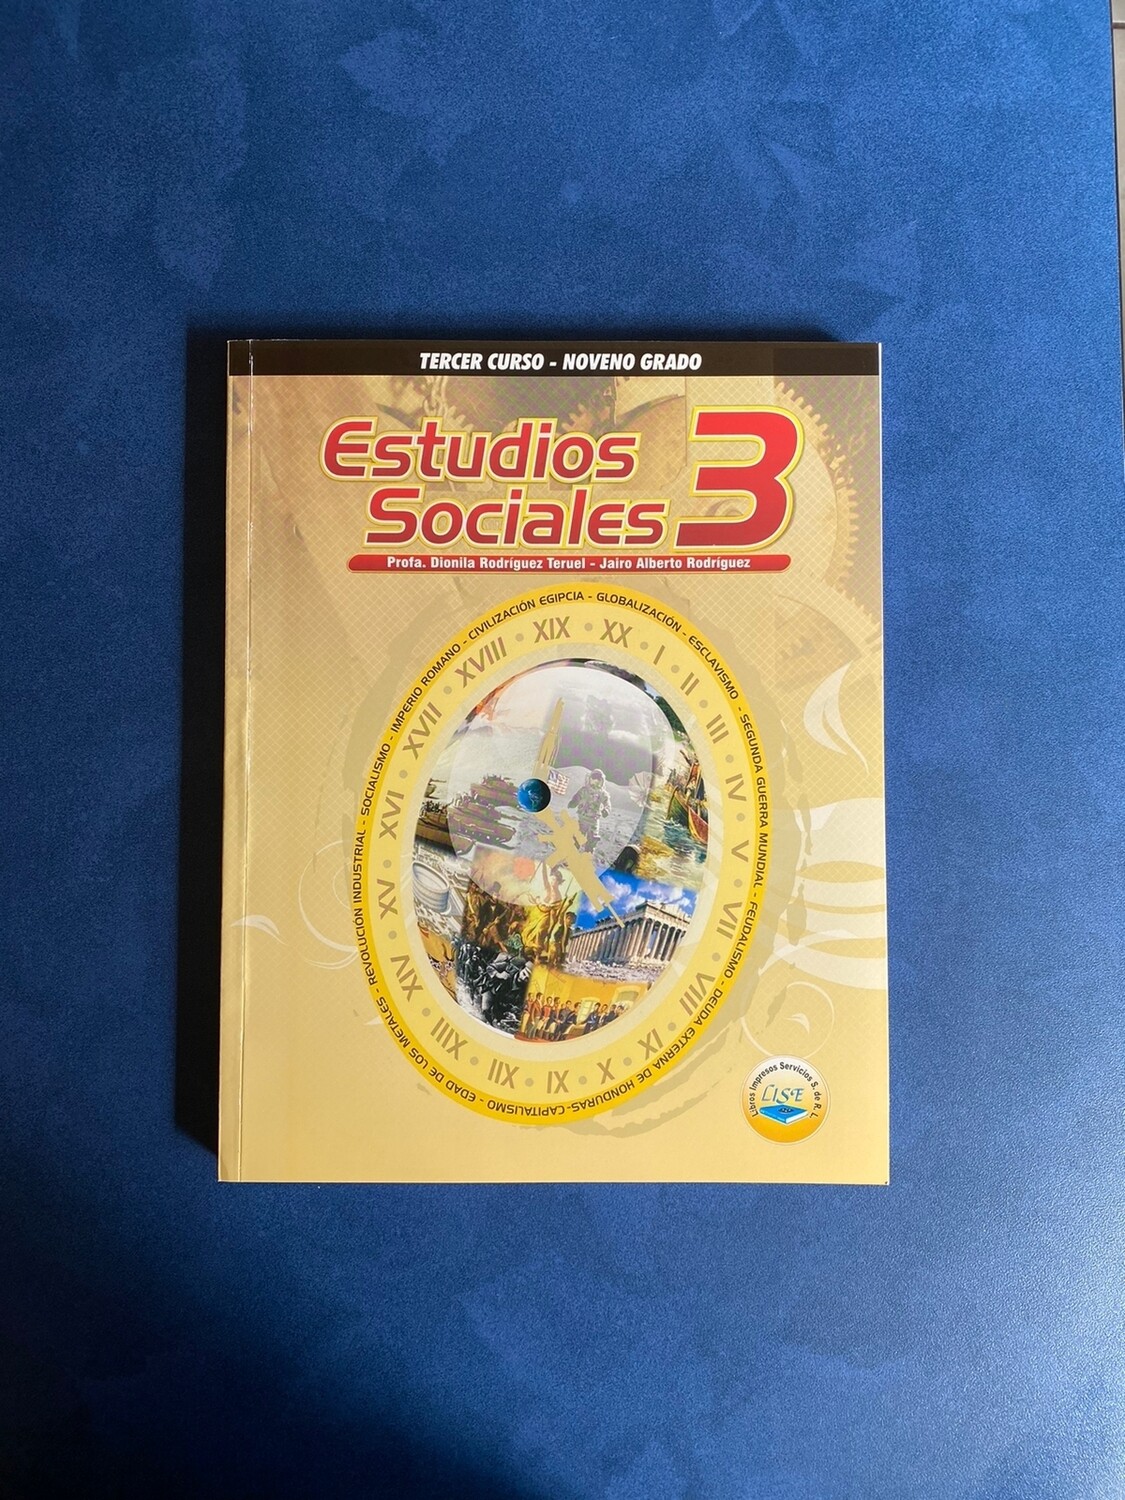 TERCER CURSO - NOVENO GRADO
Estudios
Sociales 3
Profa. Dionila Rodríguez Teruel - Jairo Alberto Rodríguez
CIVILIZACIÓN EGIPCIA - GLOBALIZACIÓN - ESCLAVISMO - SEGUNDA GUERRA MUNDIAL - FEUDALISMO - DEUDA EXTERNA DE HONDURAS-CAPITALISMO - EDAD DE LOS METALES - REVOLUCIÓN INDUSTRIAL - SOCIALISMO - IMPERIO ROMANO -
XIX • XX • I • II • III • IV • V • VII • VIII • IX • X • XI • XII • XIII • XIV • XV • XVI • XVII • XVIII •
Libros Impresos Servicios S. de R. L.
LISE